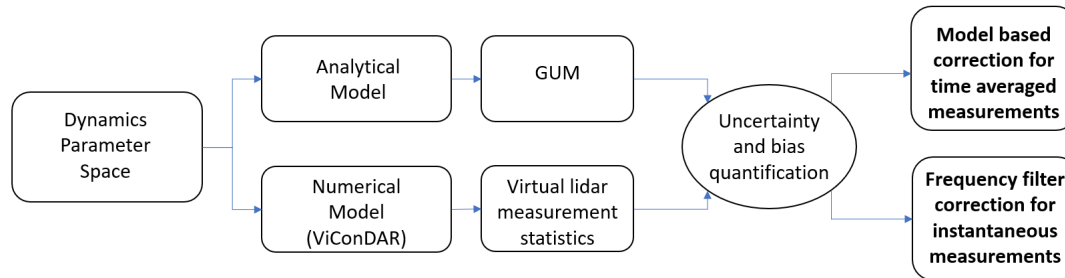 Dynamics
Parameter
Space
Analytical
Model
GUM
Numerical
Model
(ViConDAR)
Virtual lidar
measurement
statistics
Uncertainty
and bias
quantification
Model based
correction for
time averaged
measurements
Frequency filter
correction for
instantaneous
measurements